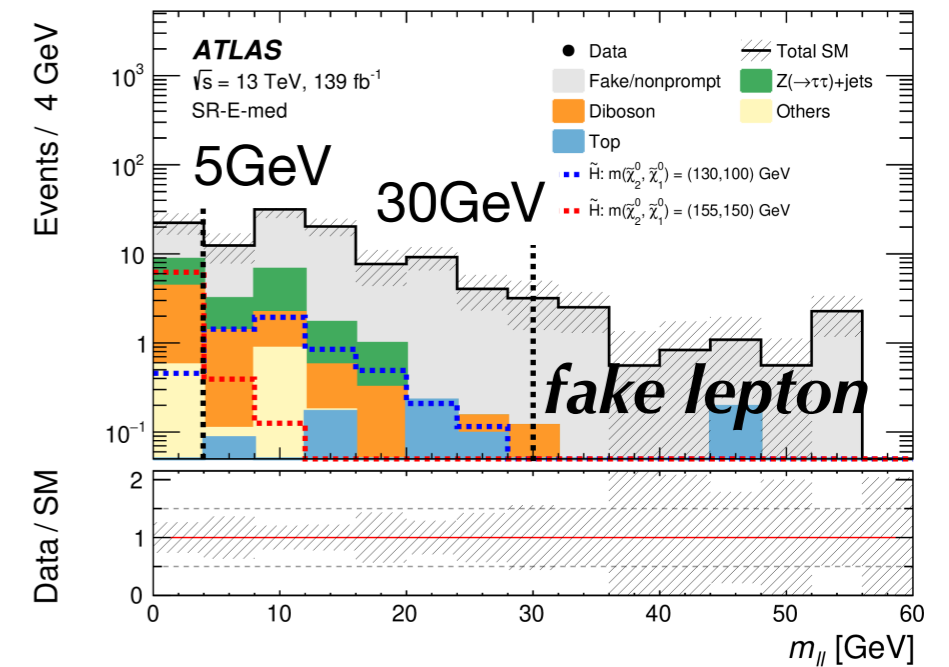 Events / 4 GeV
10³
10²
10
1
10⁻¹
ATLAS
√s = 13 TeV, 139 fb⁻¹
SR-E-med
Data
Total SM
Fake/nonprompt
Z(→ττ)+jets
Diboson
Others
Top
H̃: m(χ̃⁰₂, χ̃⁰₁) = (130,100) GeV
H̃: m(χ̃⁰₂, χ̃⁰₁) = (155,150) GeV
5GeV
30GeV
fake lepton
Data / SM
2
1
0
0 10 20 30 40 50 60
m_ll [GeV]